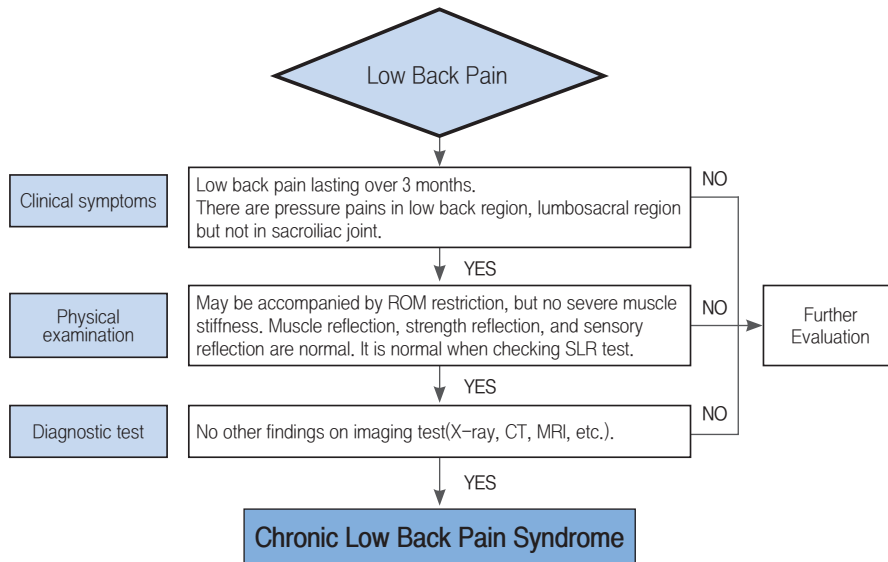 Low Back Pain
Clinical symptoms
Low back pain lasting over 3 months.
There are pressure pains in low back region, lumbosacral region
but not in sacroiliac joint.
NO
YES
Physical
examination
May be accompanied by ROM restriction, but no severe muscle
stiffness. Muscle reflection, strength reflection, and sensory
reflection are normal. It is normal when checking SLR test.
NO
Further
Evaluation
YES
Diagnostic test
No other findings on imaging test(X-ray, CT, MRI, etc.).
NO
YES
Chronic Low Back Pain Syndrome